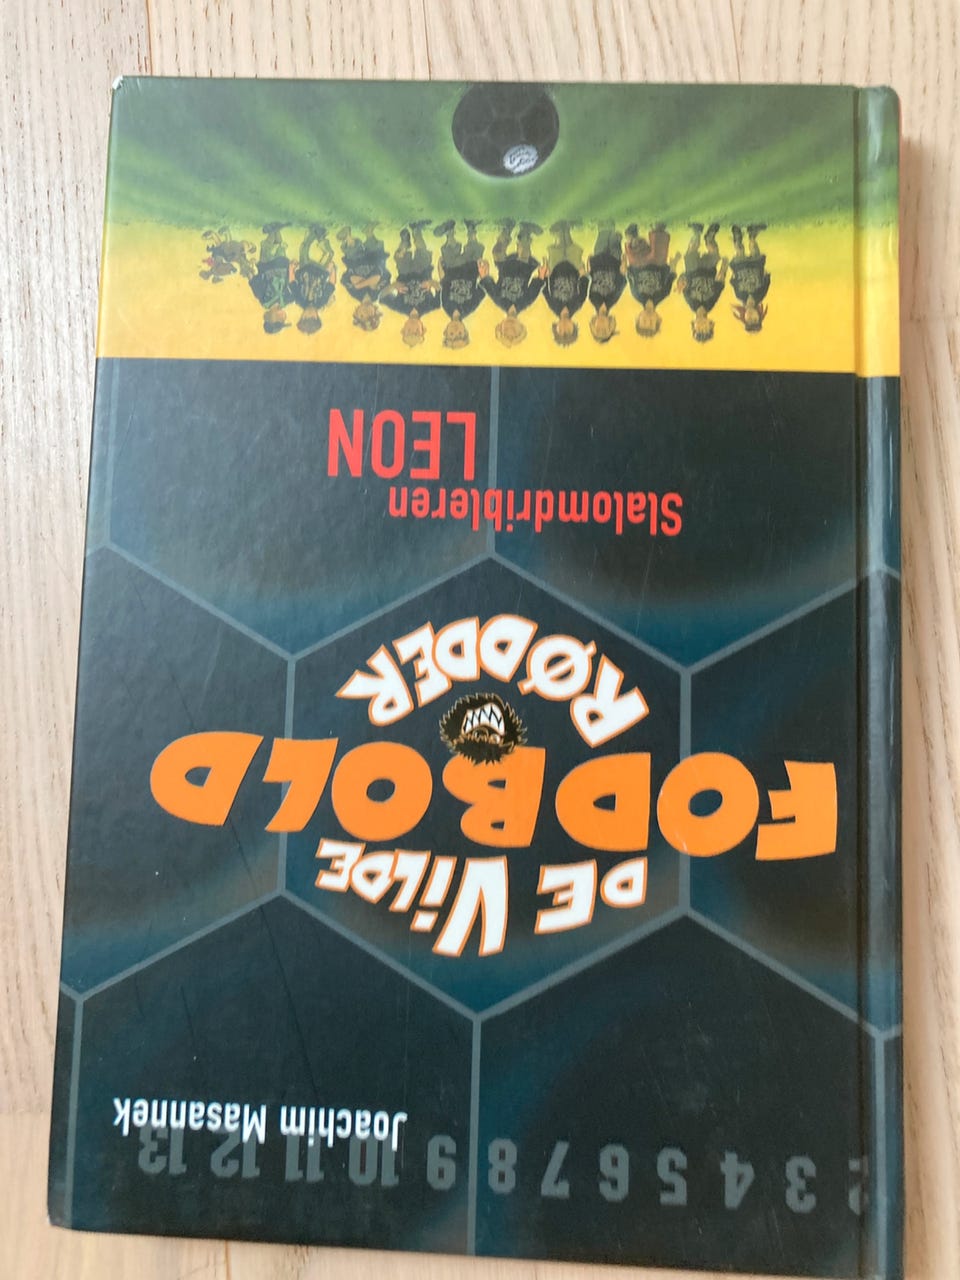 2 3 4 5 6 7 8 9 10 11 12 13
Joachim Masannek
DE VILDE
FODBOLD
RØDDER
Slalomdribleren
LEON